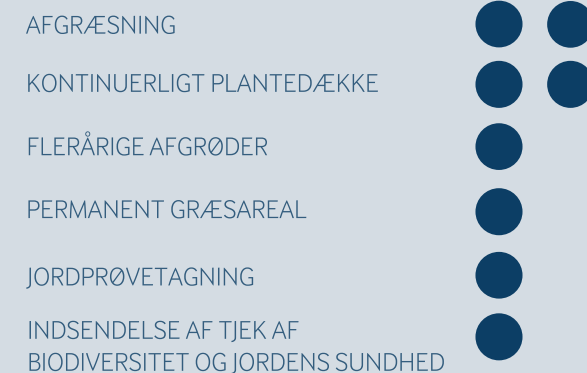 AFGRÆSNING
KONTINUERLIGT PLANTEDÆKKE
FLERÅRIGE AFGRØDER
PERMANENT GRÆSAREAL
JORDPRØVETAGNING
INDSENDELSE AF TJEK AF
BIODIVERSITET OG JORDENS SUNDHED